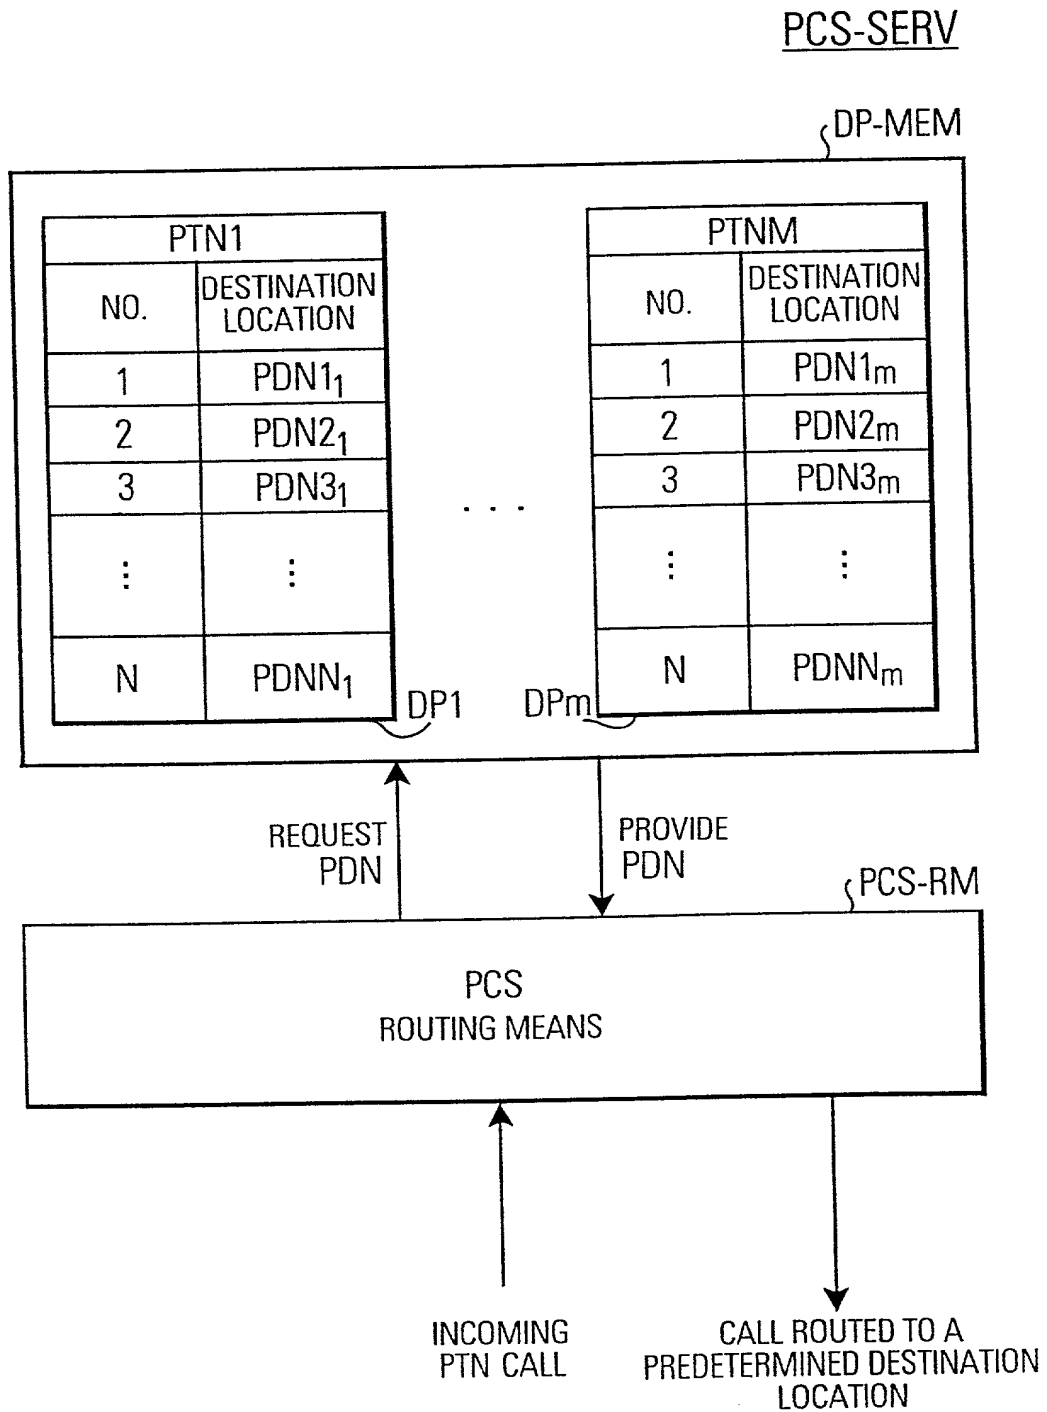 PCS-SERV
DP-MEM
PTN1
NO.
DESTINATION
LOCATION
1
PDN1₁
2
PDN2₁
3
PDN3₁
⋮
⋮
N
PDNN₁
DP1
. . .
PTNM
NO.
DESTINATION
LOCATION
1
PDN1m
2
PDN2m
3
PDN3m
⋮
⋮
N
PDNNm
DPm
REQUEST
PDN
PROVIDE
PDN
PCS-RM
PCS
ROUTING MEANS
INCOMING
PTN CALL
CALL ROUTED TO A
PREDETERMINED DESTINATION
LOCATION